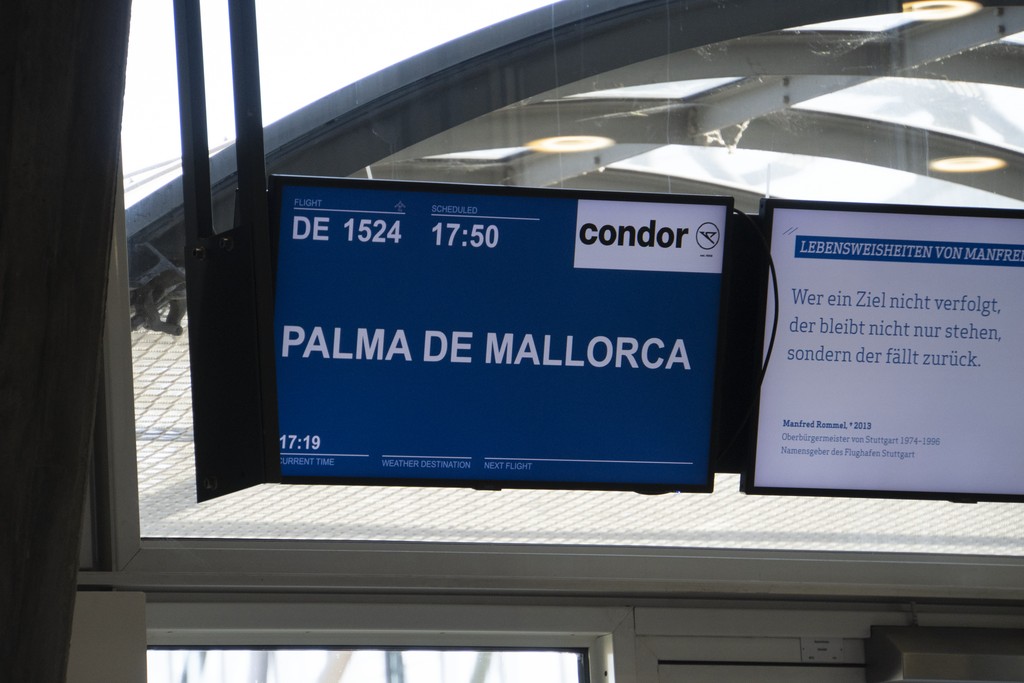 FLIGHT
SCHEDULED
DE 1524
17:50
condor
PALMA DE MALLORCA
17:19
CURRENT TIME
WEATHER DESTINATION
NEXT FLIGHT
LEBENSWEISHEITEN VON MANFRE
Wer ein Ziel nicht verfolgt,
der bleibt nicht nur stehen,
sondern der fällt zurück.
Manfred Rommel, † 2013
Oberbürgermeister von Stuttgart 1974–1996
Namensgeber des Flughafen Stuttgart